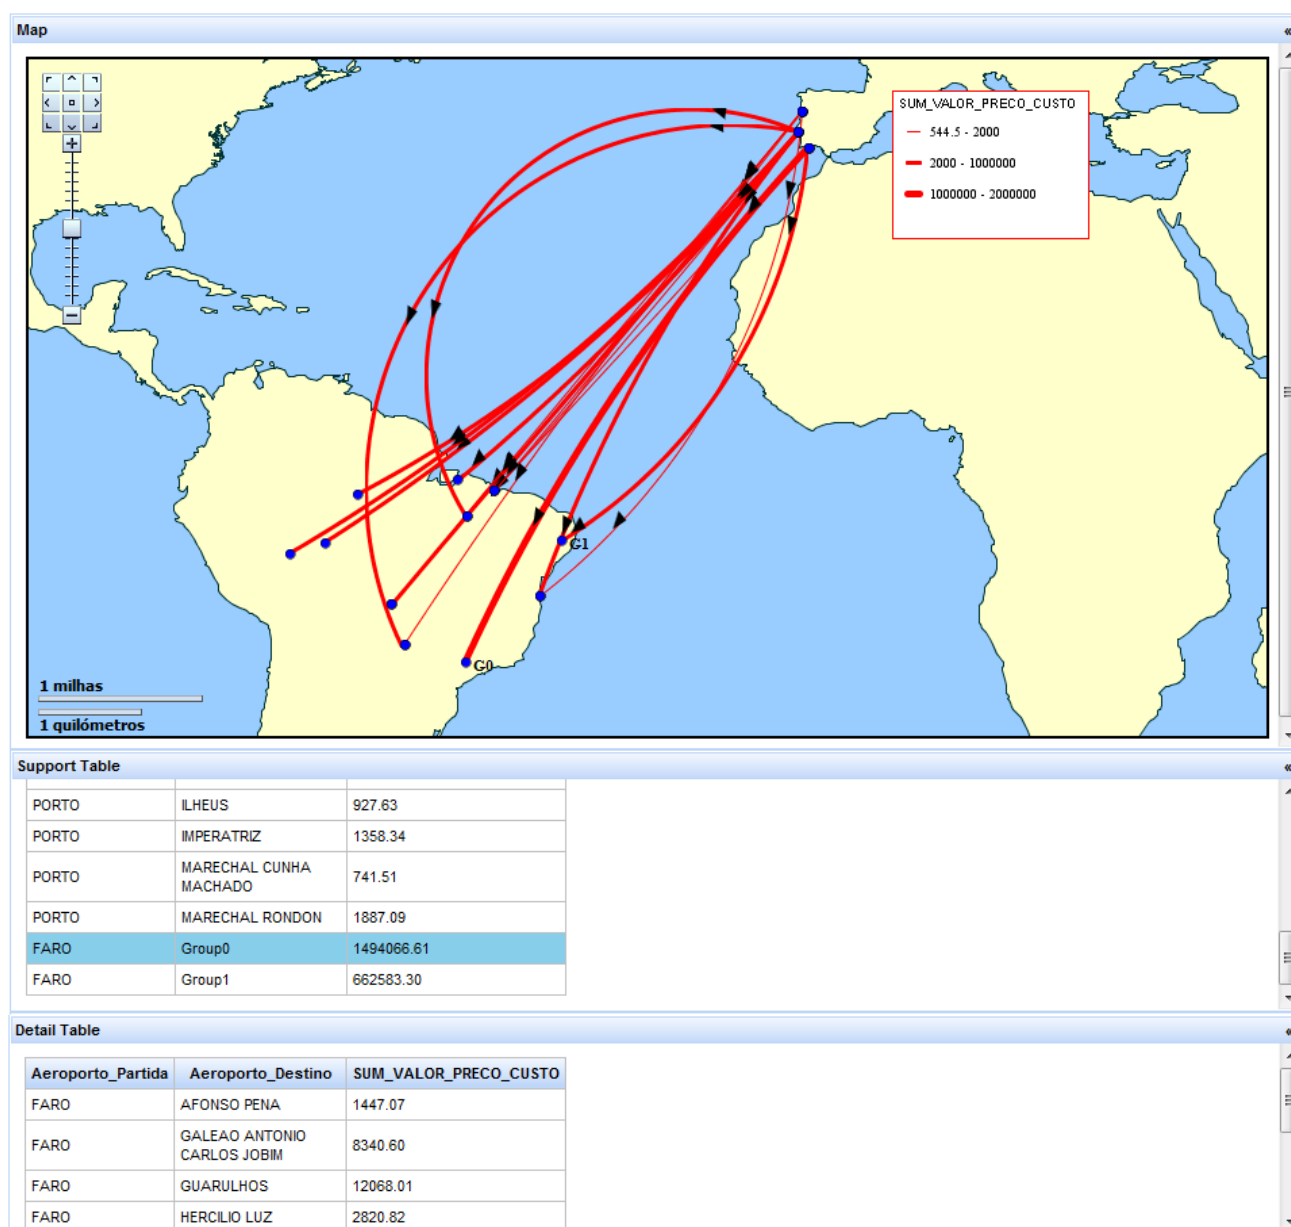 Map
SUM_VALOR_PRECO_CUSTO
544.5 - 2000
2000 - 1000000
1000000 - 2000000
G1
G0
1 milhas
1 quilómetros
Support Table
PORTO ILHEUS 927.63
PORTO IMPERATRIZ 1358.34
PORTO MARECHAL CUNHA MACHADO 741.51
PORTO MARECHAL RONDON 1887.09
FARO Group0 1494066.61
FARO Group1 662583.30
Detail Table
Aeroporto_Partida Aeroporto_Destino SUM_VALOR_PRECO_CUSTO
FARO AFONSO PENA 1447.07
FARO GALEAO ANTONIO CARLOS JOBIM 8340.60
FARO GUARULHOS 12068.01
FARO HERCILIO LUZ 2820.82